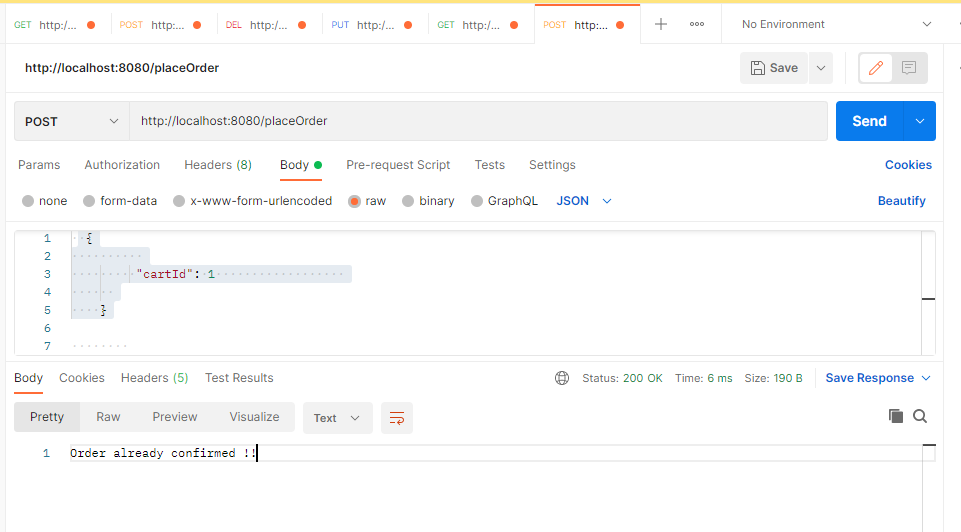 GET http:/... POST http:/... DEL http:/... PUT http:/... GET http:/... POST http:... No Environment
http://localhost:8080/placeOrder Save
POST http://localhost:8080/placeOrder Send
Params Authorization Headers (8) Body Pre-request Script Tests Settings Cookies
none form-data x-www-form-urlencoded raw binary GraphQL JSON Beautify
1 {
2
3 "cartId": 1
4
5 }
6
7
Body Cookies Headers (5) Test Results Status: 200 OK Time: 6 ms Size: 190 B Save Response
Pretty Raw Preview Visualize Text
1 Order already confirmed !!